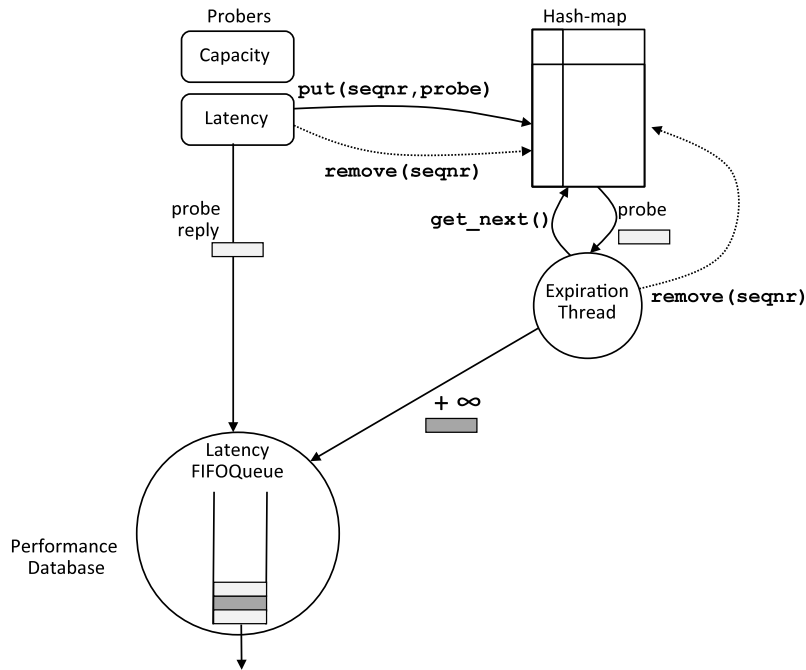 Probers
Hash-map
Capacity
Latency
put(seqnr,probe)
remove(seqnr)
probe
reply
get_next()
probe
Expiration
Thread
remove(seqnr)
+ ∞
Latency
FIFOQueue
Performance
Database